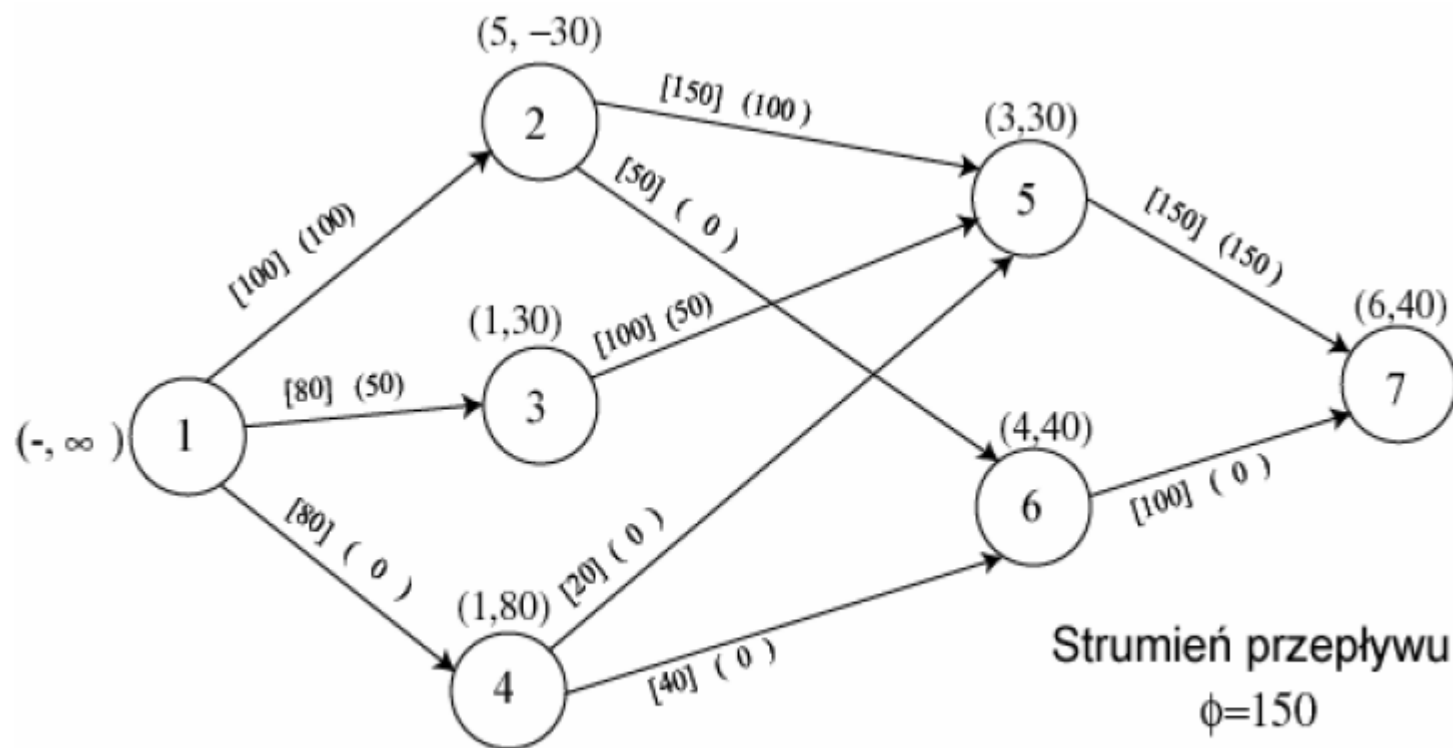 (5, −30)
2
[150] (100)
(3,30)
5
[50] ( 0 )
[150] (150)
[100] (100)
(6,40)
7
(1,30)
3
[100] (50)
[80] (50)
(-, ∞ )
1
(4,40)
6
[100] ( 0 )
[80] ( 0 )
[20] ( 0 )
(1,80)
4
[40] ( 0 )
Strumień przepływu
ϕ=150